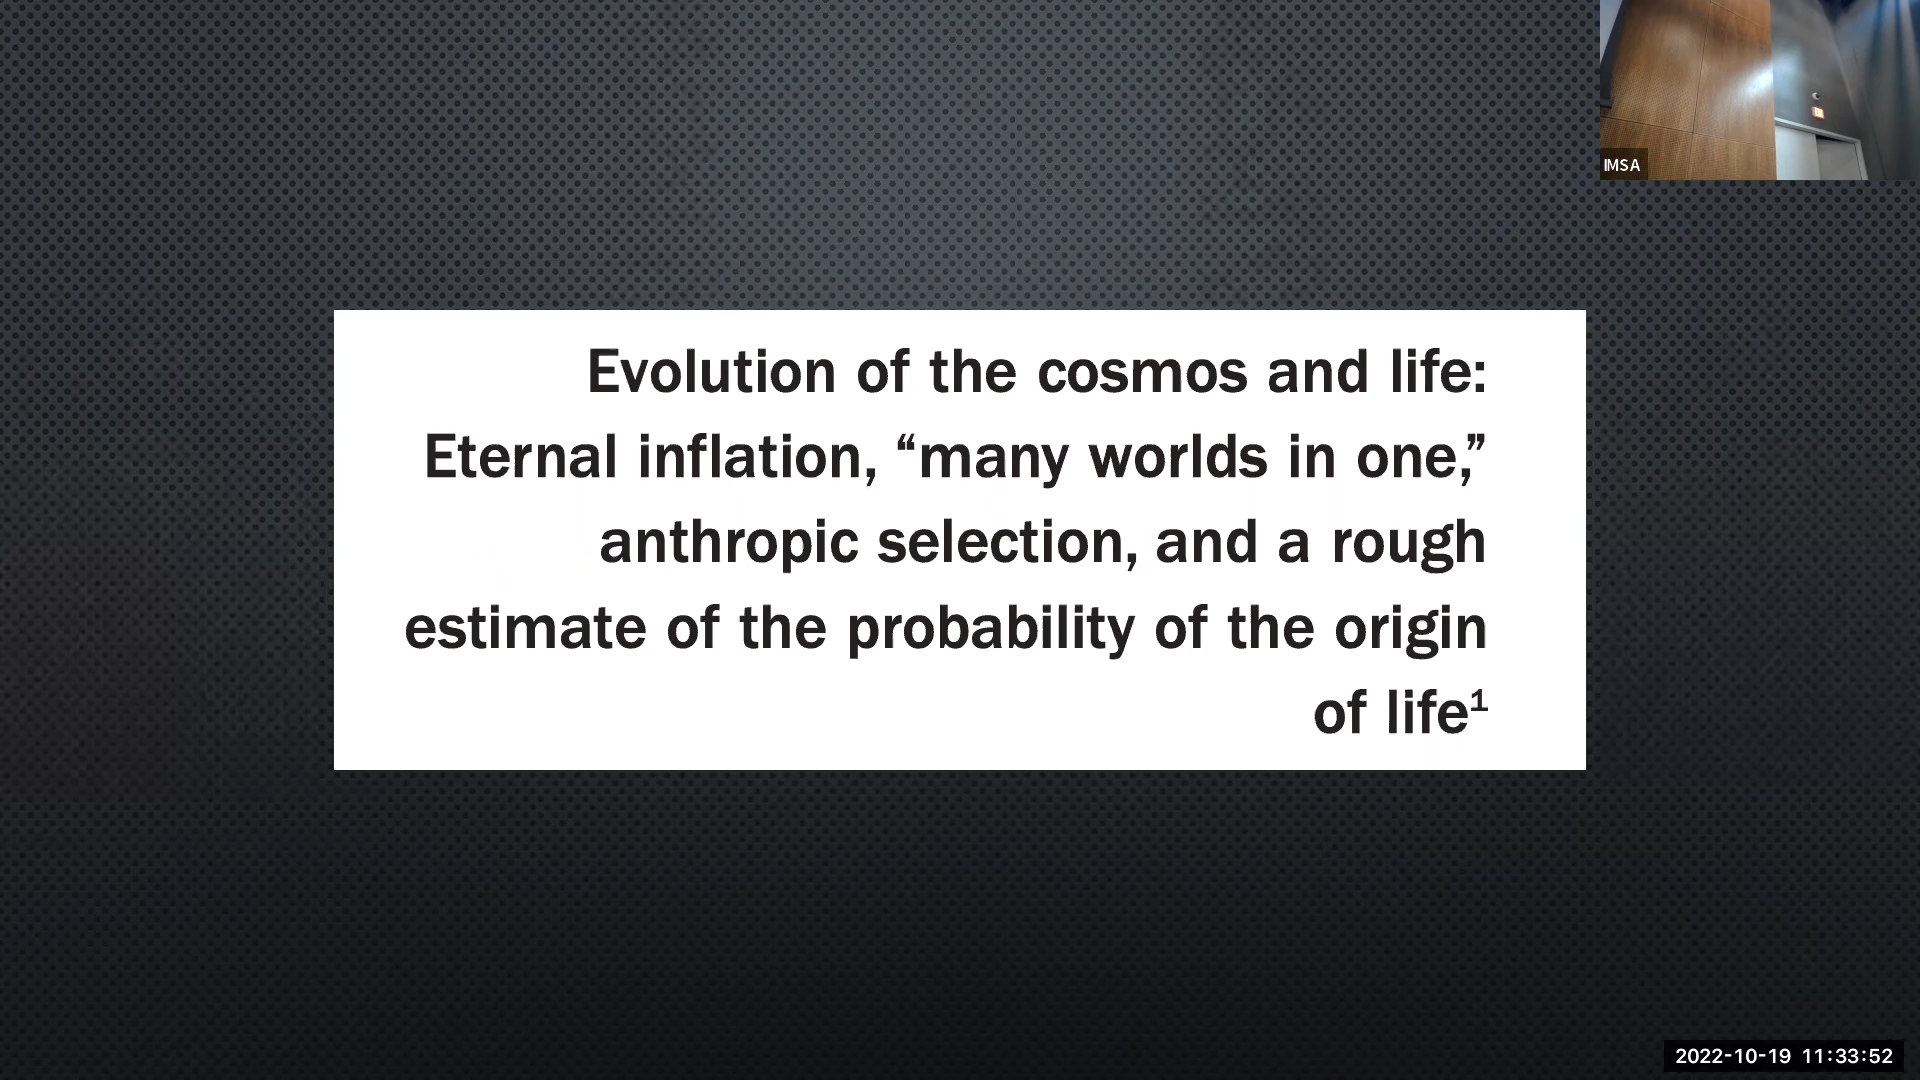 IMSA
Evolution of the cosmos and life:
Eternal inflation, “many worlds in one,”
anthropic selection, and a rough
estimate of the probability of the origin
of life¹
2022-10-19 11:33:52